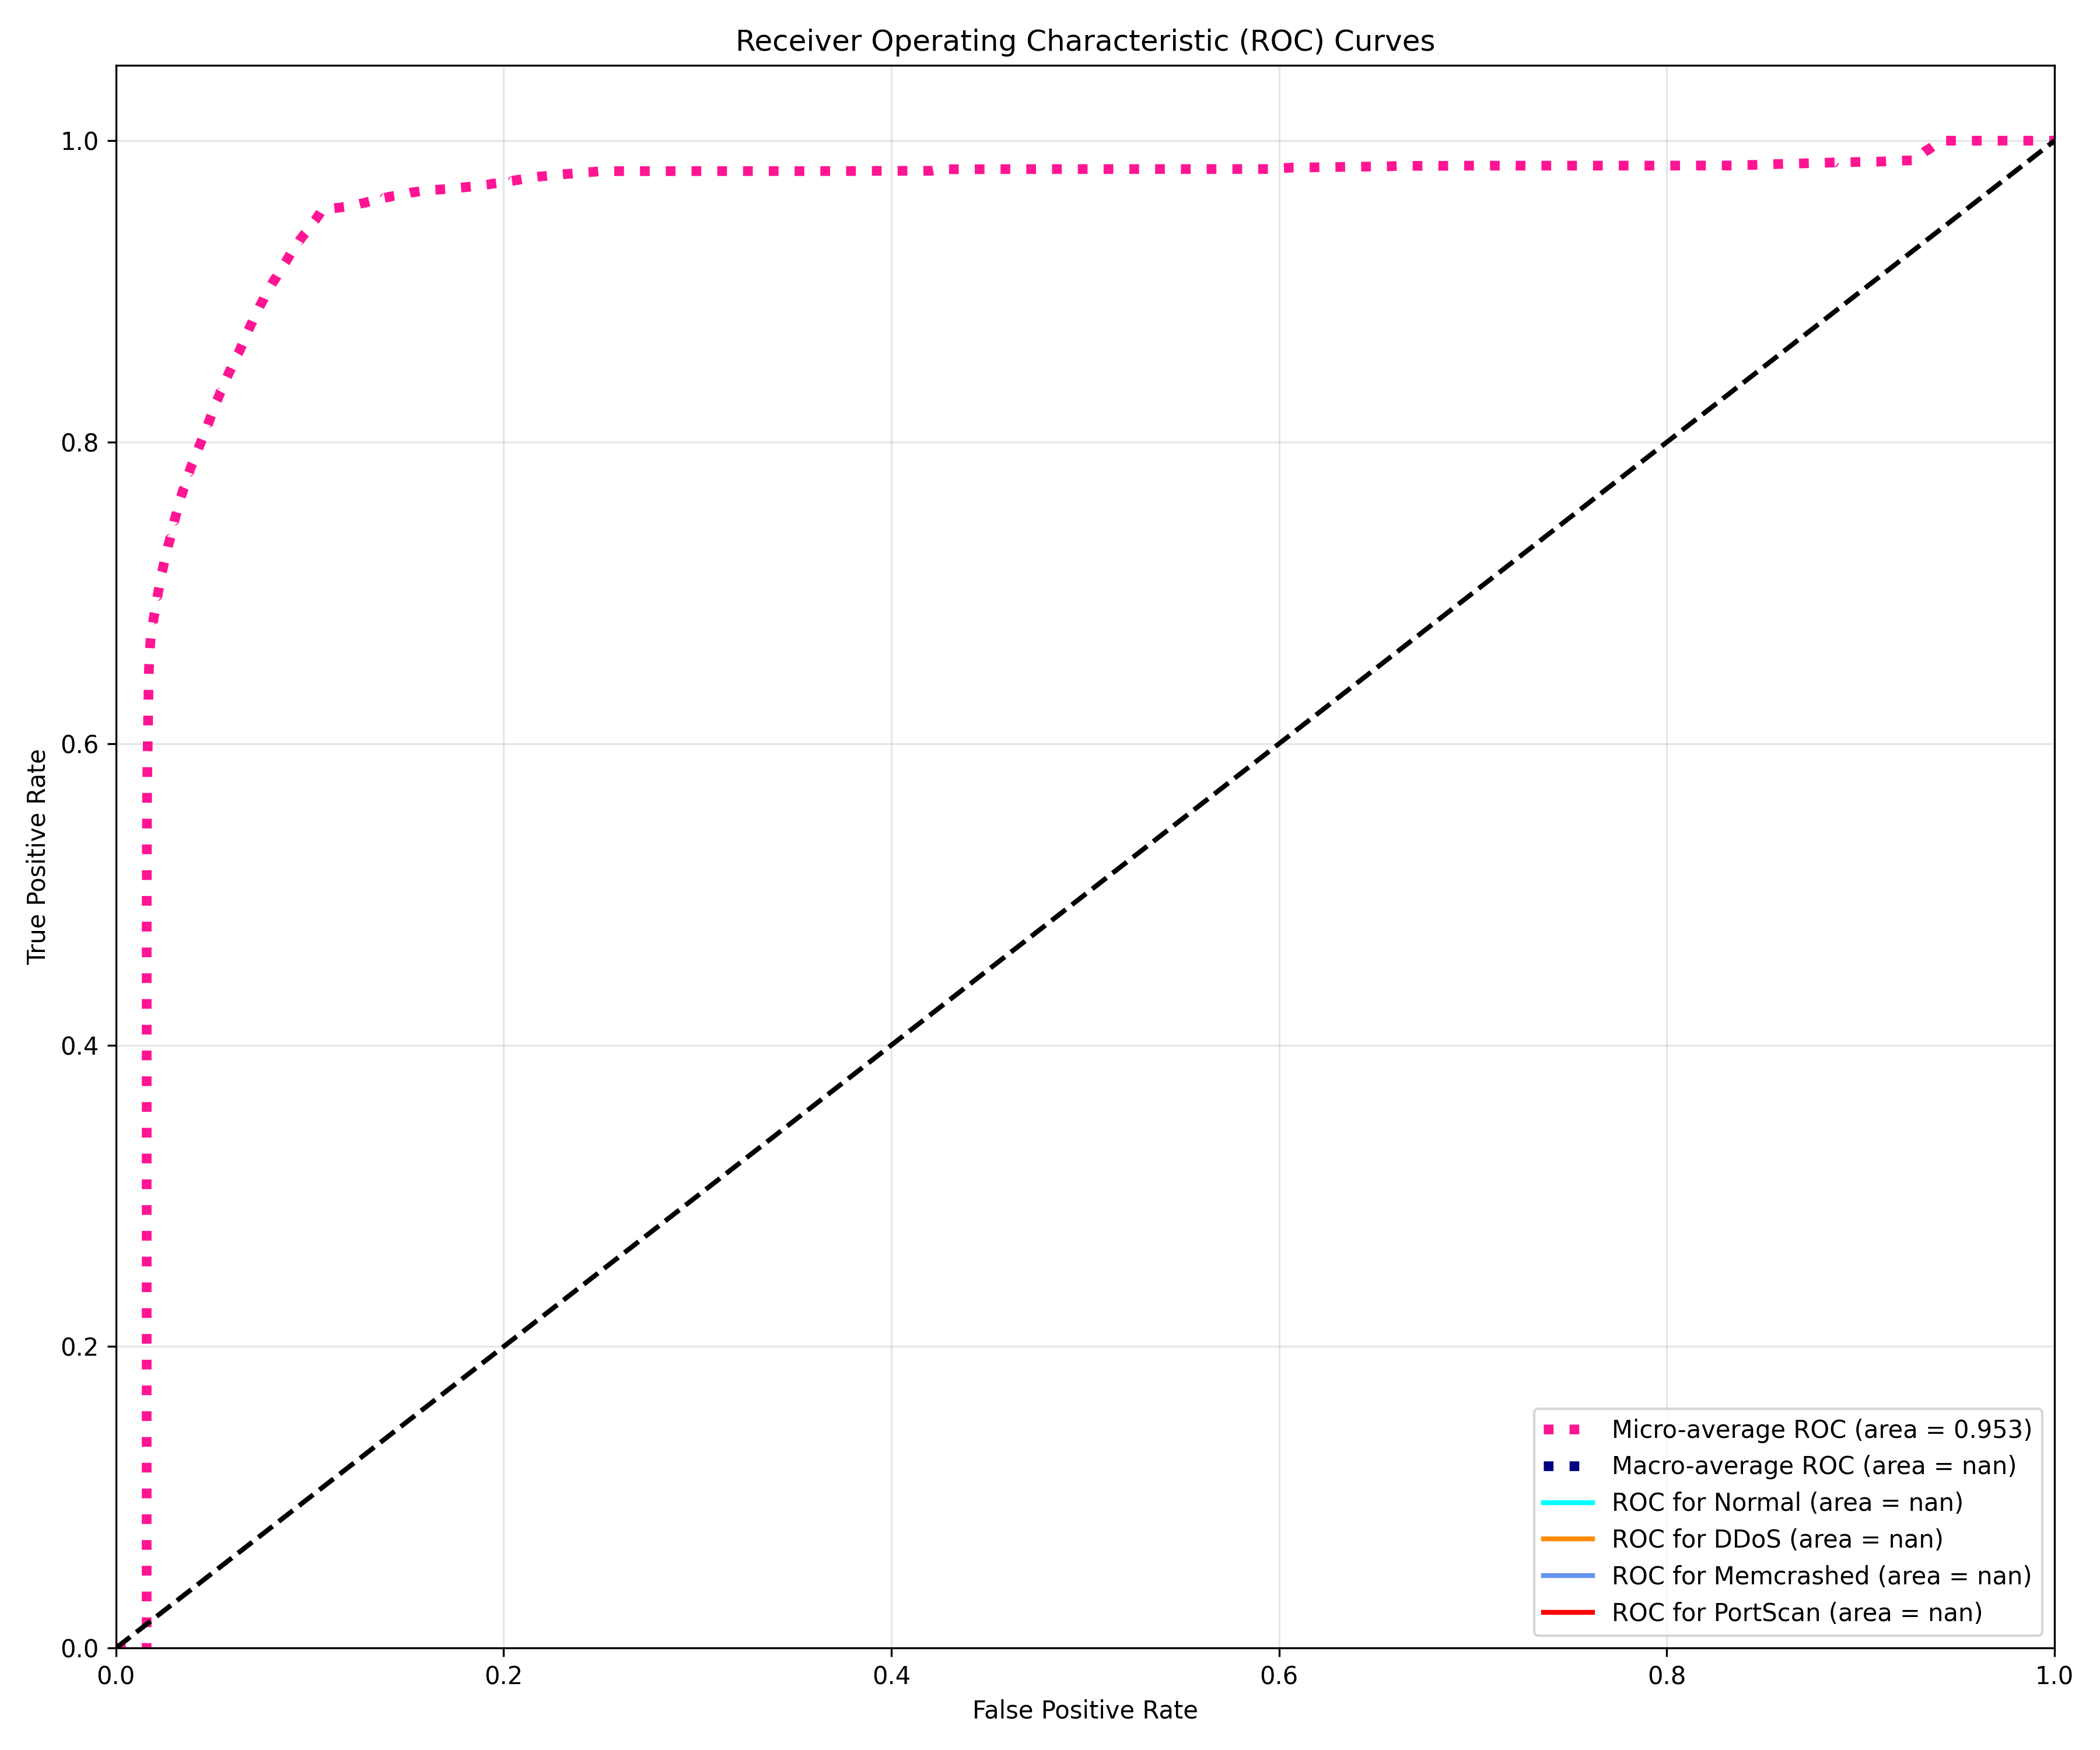 Receiver Operating Characteristic (ROC) Curves
True Positive Rate
1.0
0.8
0.6
0.4
0.2
0.0
0.0 0.2 0.4 0.6 0.8 1.0
False Positive Rate
Micro-average ROC (area = 0.953)
Macro-average ROC (area = nan)
ROC for Normal (area = nan)
ROC for DDoS (area = nan)
ROC for Memcrashed (area = nan)
ROC for PortScan (area = nan)